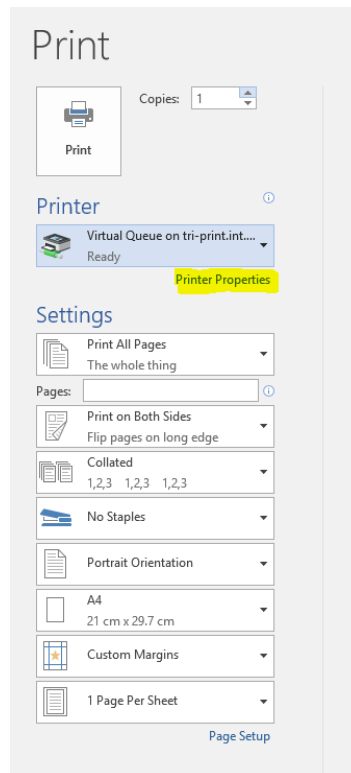 Print
Copies: 1
Print
Printer
Virtual Queue on tri-print.int....
Ready
Printer Properties
Settings
Print All Pages
The whole thing
Pages:
Print on Both Sides
Flip pages on long edge
Collated
1,2,3 1,2,3 1,2,3
No Staples
Portrait Orientation
A4
21 cm x 29.7 cm
Custom Margins
1 Page Per Sheet
Page Setup